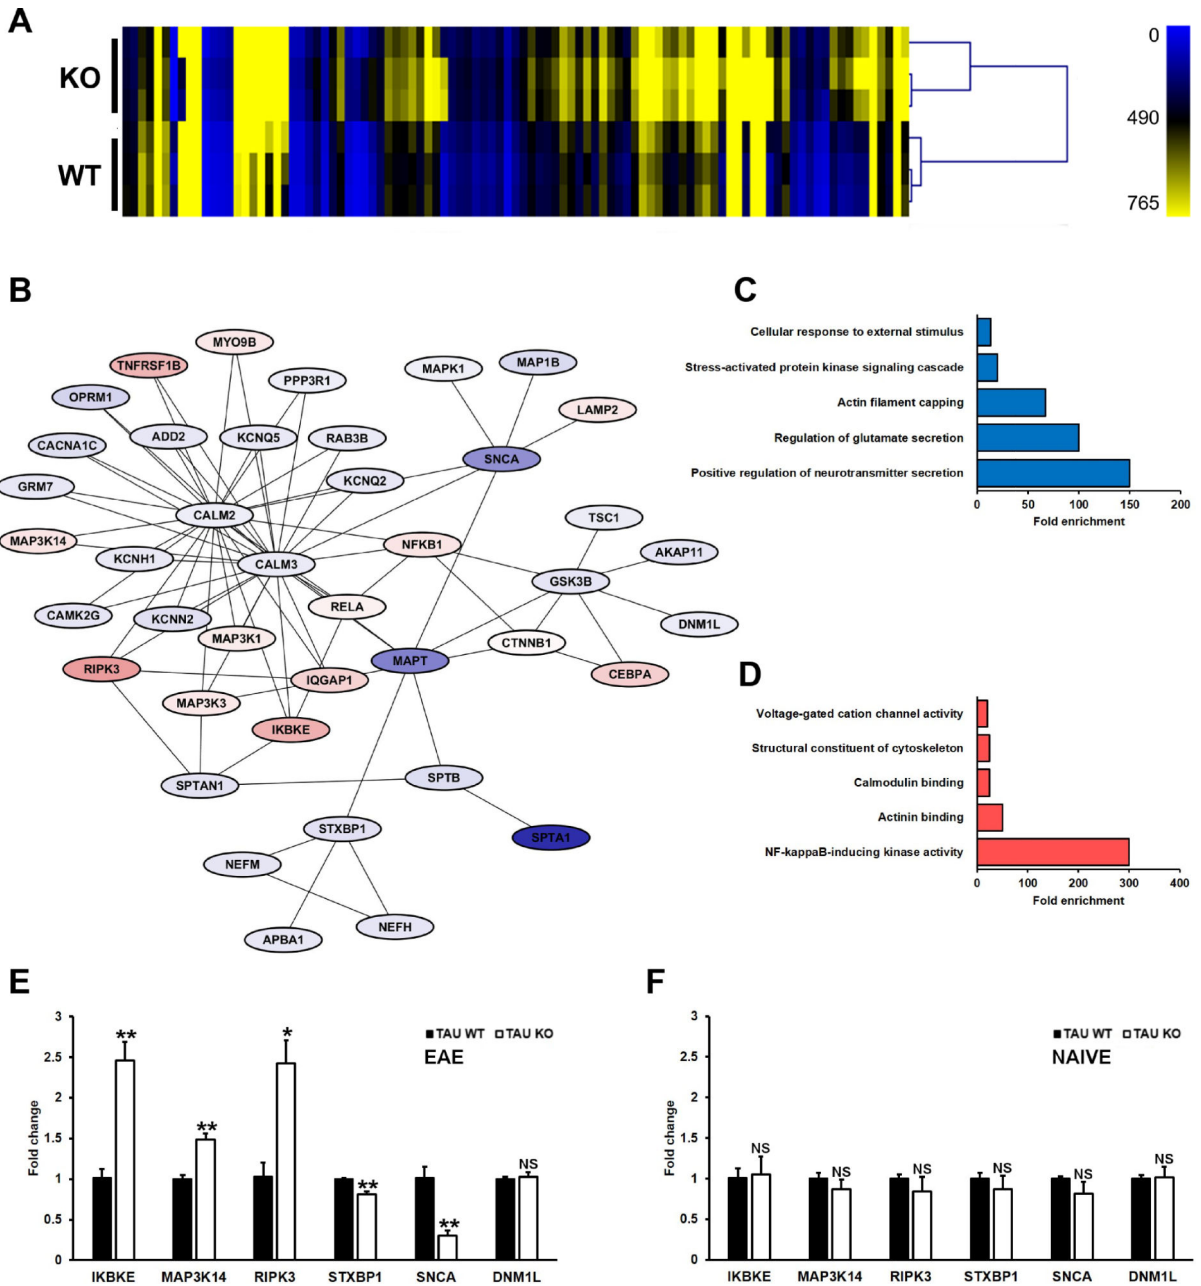 A
KO
WT
0
490
765
B
MYO9B
TNFRSF1B
PPP3R1
OPRM1
MAPK1
MAP1B
LAMP2
CACNA1C
ADD2
KCNQ5
RAB3B
SNCA
GRM7
KCNQ2
CALM2
TSC1
MAP3K14
NFKB1
AKAP11
KCNH1
CALM3
GSK3B
CAMK2G
KCNN2
RELA
DNM1L
MAP3K1
CTNNB1
RIPK3
MAPT
CEBPA
IQGAP1
MAP3K3
IKBKE
SPTAN1
SPTB
STXBP1
SPTA1
NEFM
NEFH
APBA1
C
Cellular response to external stimulus
Stress-activated protein kinase signaling cascade
Actin filament capping
Regulation of glutamate secretion
Positive regulation of neurotransmitter secretion
0 50 100 150 200
Fold enrichment
D
Voltage-gated cation channel activity
Structural constituent of cytoskeleton
Calmodulin binding
Actinin binding
NF-kappaB-inducing kinase activity
0 100 200 300 400
Fold enrichment
E
3
2.5
2
1.5
1
0.5
0
Fold change
TAU WT TAU KO
EAE
**
**
*
**
**
NS
IKBKE MAP3K14 RIPK3 STXBP1 SNCA DNM1L
F
3
2.5
2
1.5
1
0.5
0
Fold change
TAU WT TAU KO
NAIVE
NS NS NS NS NS NS
IKBKE MAP3K14 RIPK3 STXBP1 SNCA DNM1L